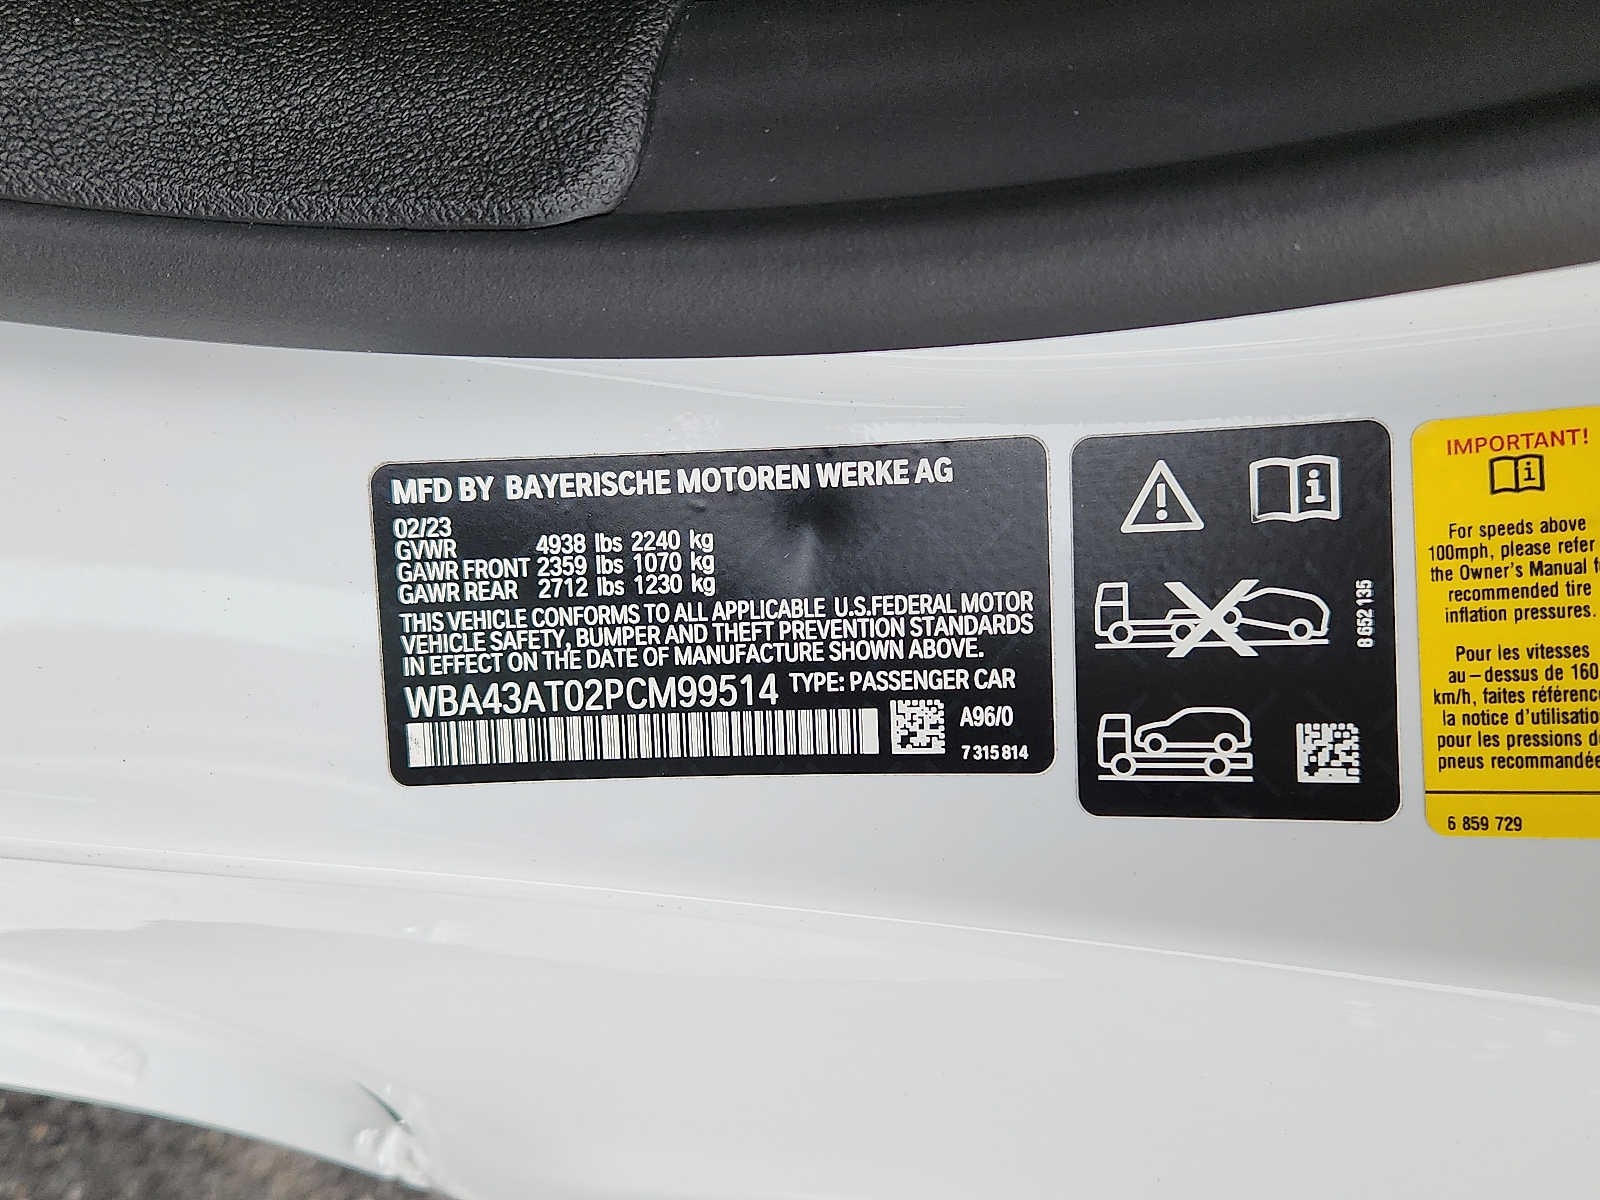 MFD BY BAYERISCHE MOTOREN WERKE AG
02/23
GVWR 4938 lbs 2240 kg
GAWR FRONT 2359 lbs 1070 kg
GAWR REAR 2712 lbs 1230 kg
THIS VEHICLE CONFORMS TO ALL APPLICABLE U.S.FEDERAL MOTOR
VEHICLE SAFETY, BUMPER AND THEFT PREVENTION STANDARDS
IN EFFECT ON THE DATE OF MANUFACTURE SHOWN ABOVE.
WBA43AT02PCM99514 TYPE: PASSENGER CAR
A96/0
7 315 814
8 652 135
IMPORTANT!
For speeds above
100mph, please refer
the Owner's Manual
recommended tire
inflation pressures.
Pour les vitesses
au-dessus de 160
km/h, faites
la notice
pour les pressions
pneus
6 859 729